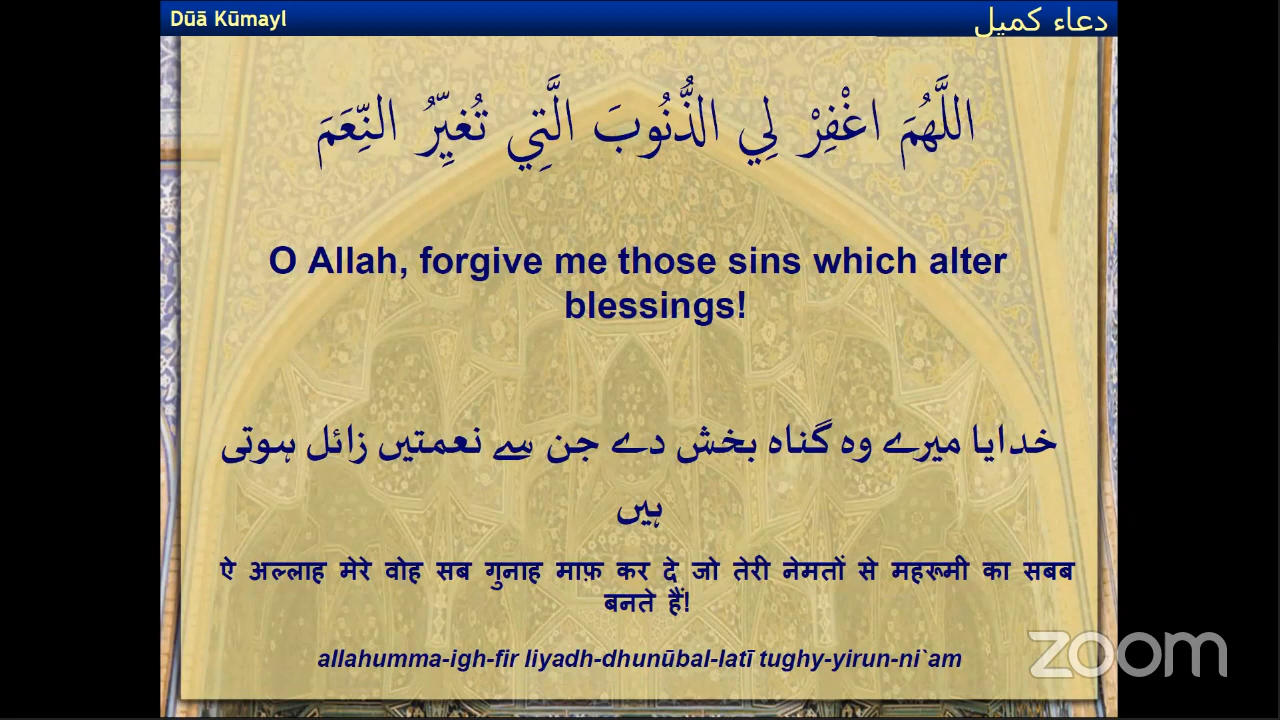 Dūā Kūmayl
دعاء كميل
اللَّهُمَ اغْفِرْ لِي الذُّنُوبَ الَّتِي تُغيِّرُ النِّعَمَ
O Allah, forgive me those sins which alter
blessings!
خدایا میرے وہ گناہ بخش دے جن سے نعمتیں زائل ہوتی
ہیں
ऐ अल्लाह मेरे वोह सब गुनाह माफ़ कर दे जो तेरी नेमतों से महरूमी का सबब
बनते हैं!
allahumma-igh-fir liyadh-dhunūbal-latī tughy-yirun-ni`am
zoom